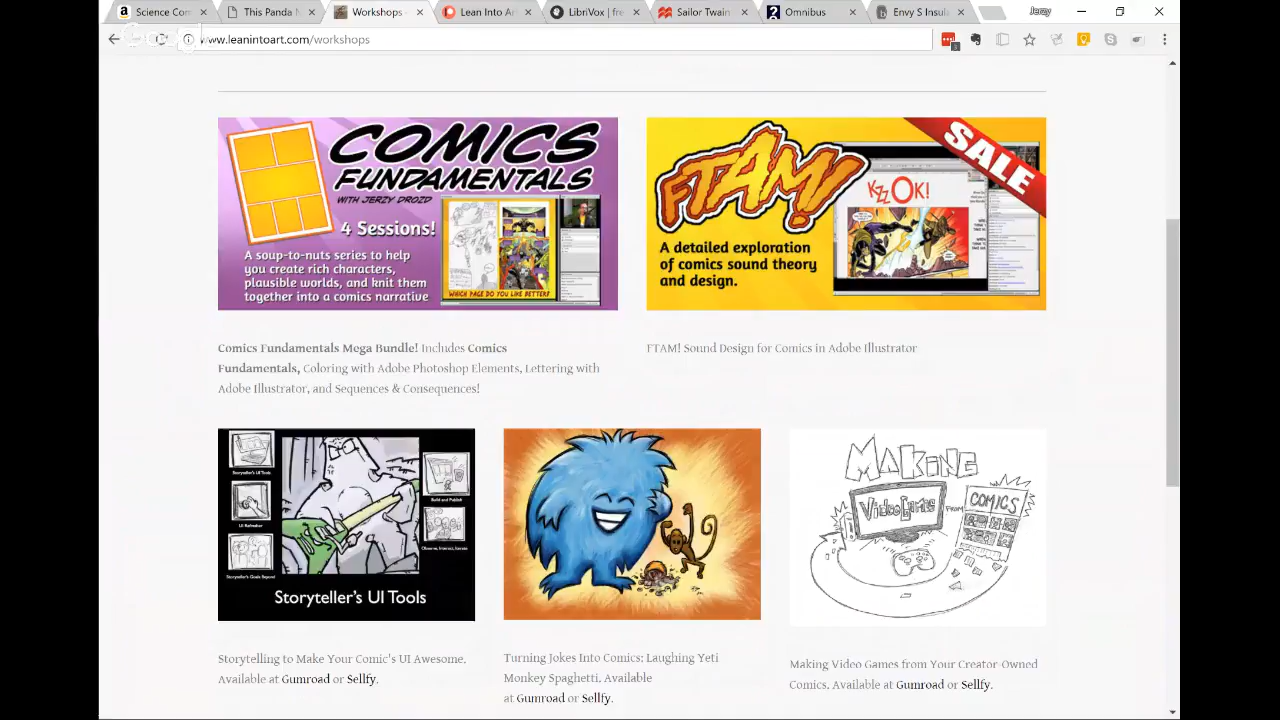 Science Com
This Panda N
Workshops
Lean Into Ar
LibriVox | fre
Sailor Twain
Omnibus
Envy S Insul
Jerzy
www.leanintoart.com/workshops
COMICS
FUNDAMENTALS
WITH JERZY DROZD
4 Sessions!
A soup-to-nuts series to help
you create rich characters,
plausible worlds, and knit them
together into a comics narrative
WHICH PAGE DO YOU LIKE BETTER?
FTAM!
SALE
KZZOK!
A detailed exploration
of comics sound theory
and design.
Comics Fundamentals Mega Bundle! Includes Comics
Fundamentals, Coloring with Adobe Photoshop Elements, Lettering with
Adobe Illustrator, and Sequences & Consequences!
FTAM! Sound Design for Comics in Adobe Illustrator
Storyteller's UI Tools
UI Refresher
Storyteller's Goals Beyond
Build and Publish
Observe, Interact, Iterate
Storyteller's UI Tools
MAKING
VideoGames
FROM
COMICS
Storytelling to Make Your Comic's UI Awesome.
Available at Gumroad or Sellfy.
Turning Jokes Into Comics: Laughing Yeti
Monkey Spaghetti. Available
at Gumroad or Sellfy.
Making Video Games from Your Creator-Owned
Comics. Available at Gumroad or Sellfy.